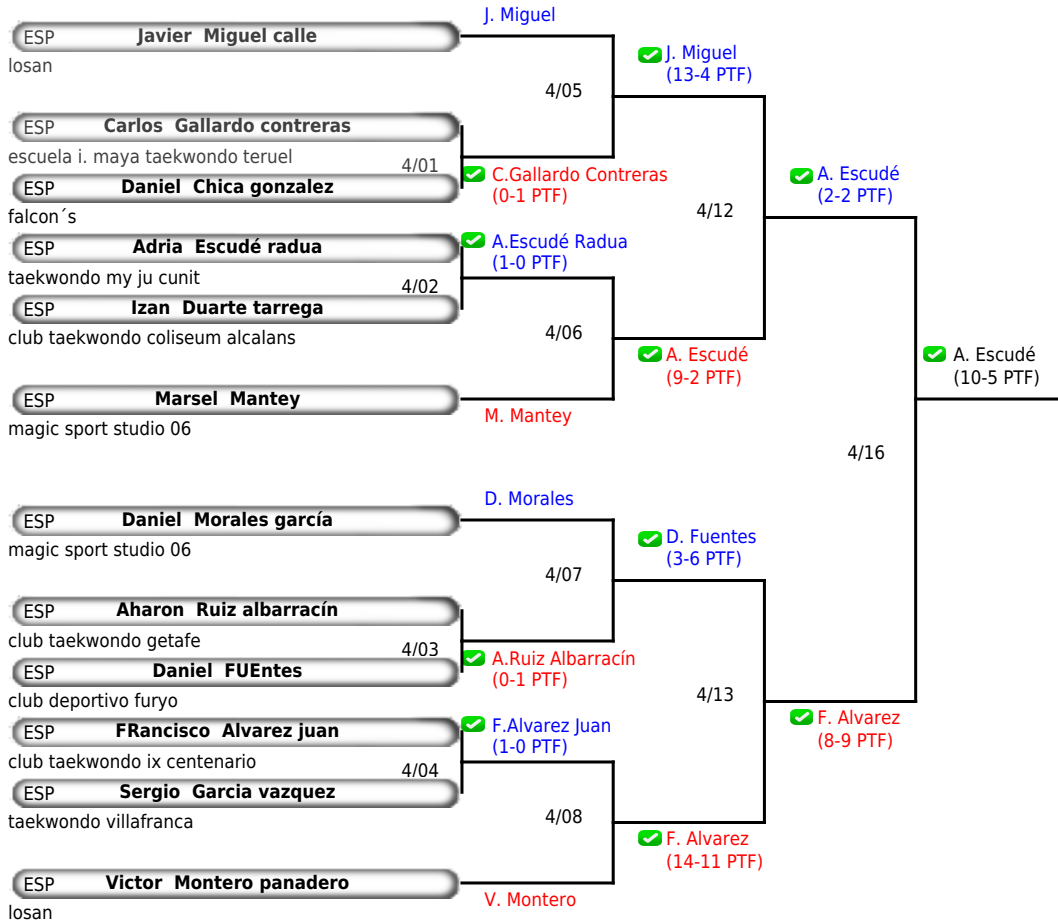 J. Miguel
ESP Javier Miguel calle
losan
J. Miguel
(13-4 PTF)
4/05
ESP Carlos Gallardo contreras
escuela i. maya taekwondo teruel
4/01
C.Gallardo Contreras
(0-1 PTF)
ESP Daniel Chica gonzalez
falcon´s
A. Escudé
(2-2 PTF)
4/12
ESP Adria Escudé radua
A.Escudé Radua
(1-0 PTF)
taekwondo my ju cunit
4/02
ESP Izan Duarte tarrega
club taekwondo coliseum alcalans
4/06
A. Escudé
(9-2 PTF)
A. Escudé
(10-5 PTF)
ESP Marsel Mantey
M. Mantey
magic sport studio 06
4/16
D. Morales
ESP Daniel Morales garcía
magic sport studio 06
D. Fuentes
(3-6 PTF)
4/07
ESP Aharon Ruiz albarracín
club taekwondo getafe
4/03
A.Ruiz Albarracín
(0-1 PTF)
ESP Daniel FUEntes
club deportivo furyo
4/13
F. Alvarez
(8-9 PTF)
ESP FRancisco Alvarez juan
F.Alvarez Juan
(1-0 PTF)
club taekwondo ix centenario
4/04
ESP Sergio Garcia vazquez
taekwondo villafranca
4/08
F. Alvarez
(14-11 PTF)
ESP Victor Montero panadero
V. Montero
losan